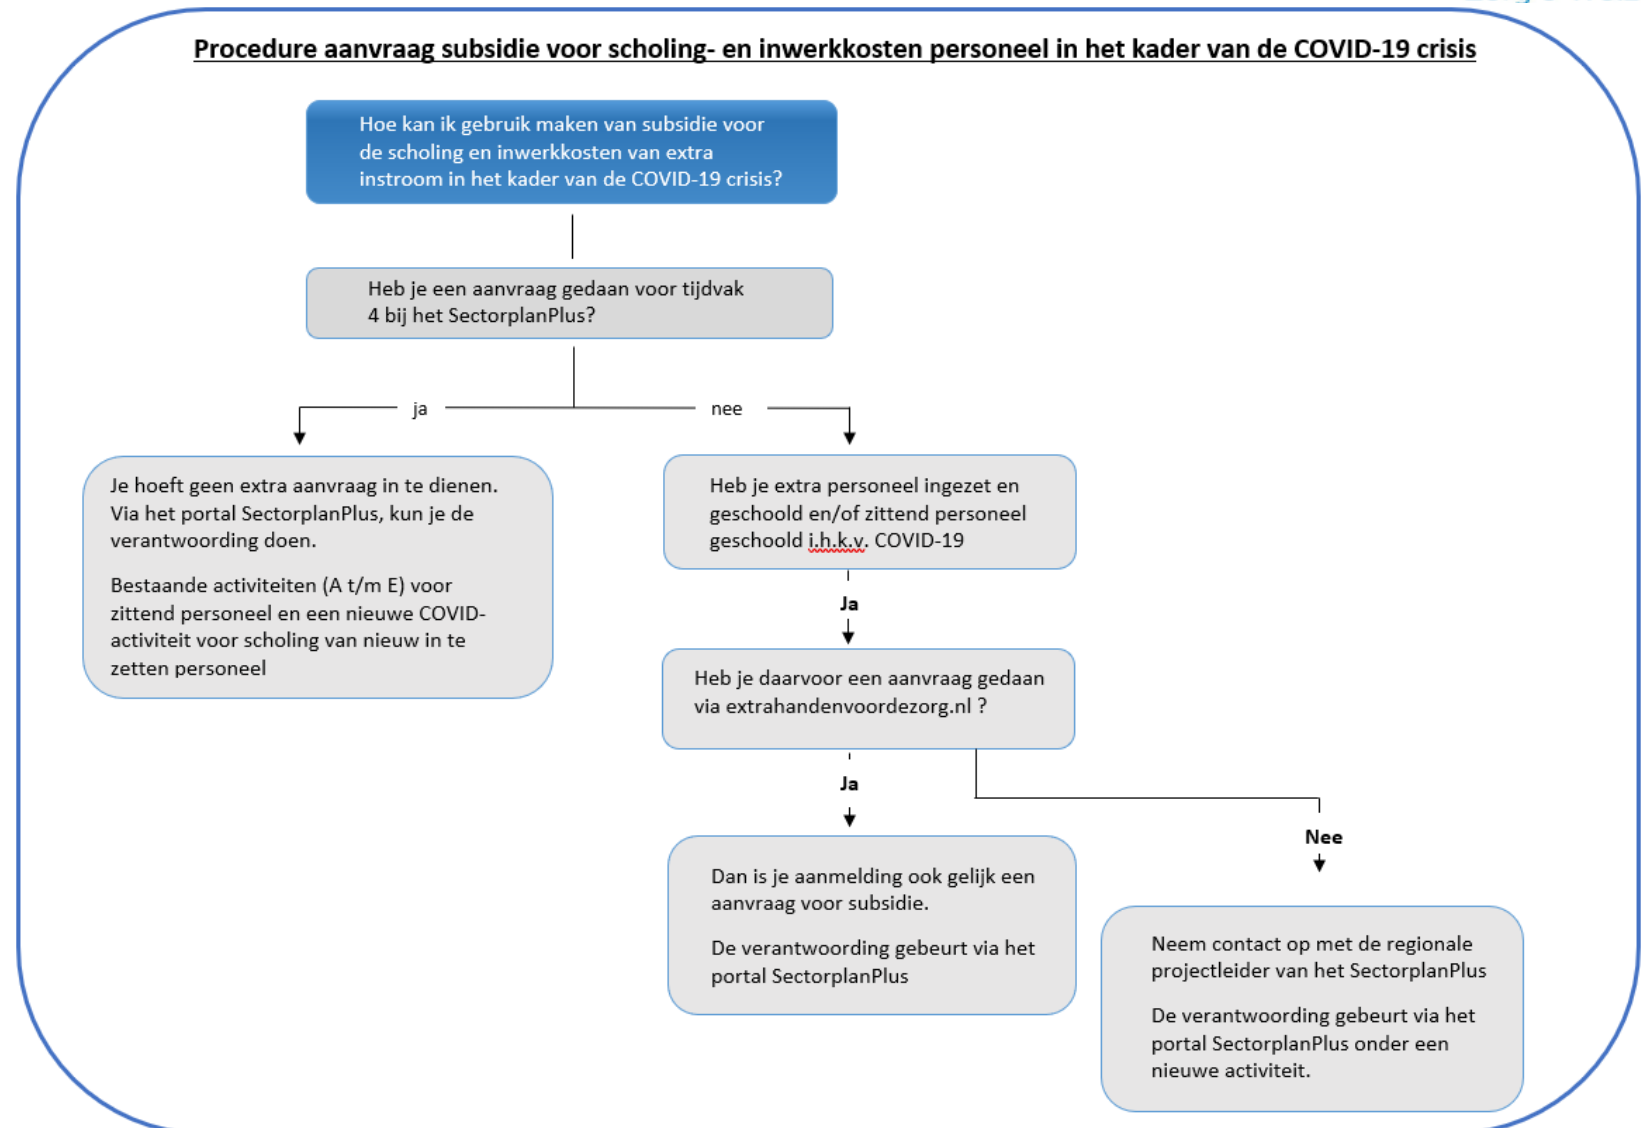 Procedure aanvraag subsidie voor scholing- en inwerkkosten personeel in het kader van de COVID-19 crisis
Hoe kan ik gebruik maken van subsidie voor
de scholing en inwerkkosten van extra
instroom in het kader van de COVID-19 crisis?
Heb je een aanvraag gedaan voor tijdvak
4 bij het SectorplanPlus?
ja
nee
Je hoeft geen extra aanvraag in te dienen.
Via het portal SectorplanPlus, kun je de
verantwoording doen.
Bestaande activiteiten (A t/m E) voor
zittend personeel en een nieuwe COVID-
activiteit voor scholing van nieuw in te
zetten personeel
Heb je extra personeel ingezet en
geschoold en/of zittend personeel
geschoold i.h.k.v. COVID-19
Ja
Heb je daarvoor een aanvraag gedaan
via extrahandenvoordezorg.nl ?
Ja
Nee
Dan is je aanmelding ook gelijk een
aanvraag voor subsidie.
De verantwoording gebeurt via het
portal SectorplanPlus
Neem contact op met de regionale
projectleider van het SectorplanPlus
De verantwoording gebeurt via het
portal SectorplanPlus onder een
nieuwe activiteit.